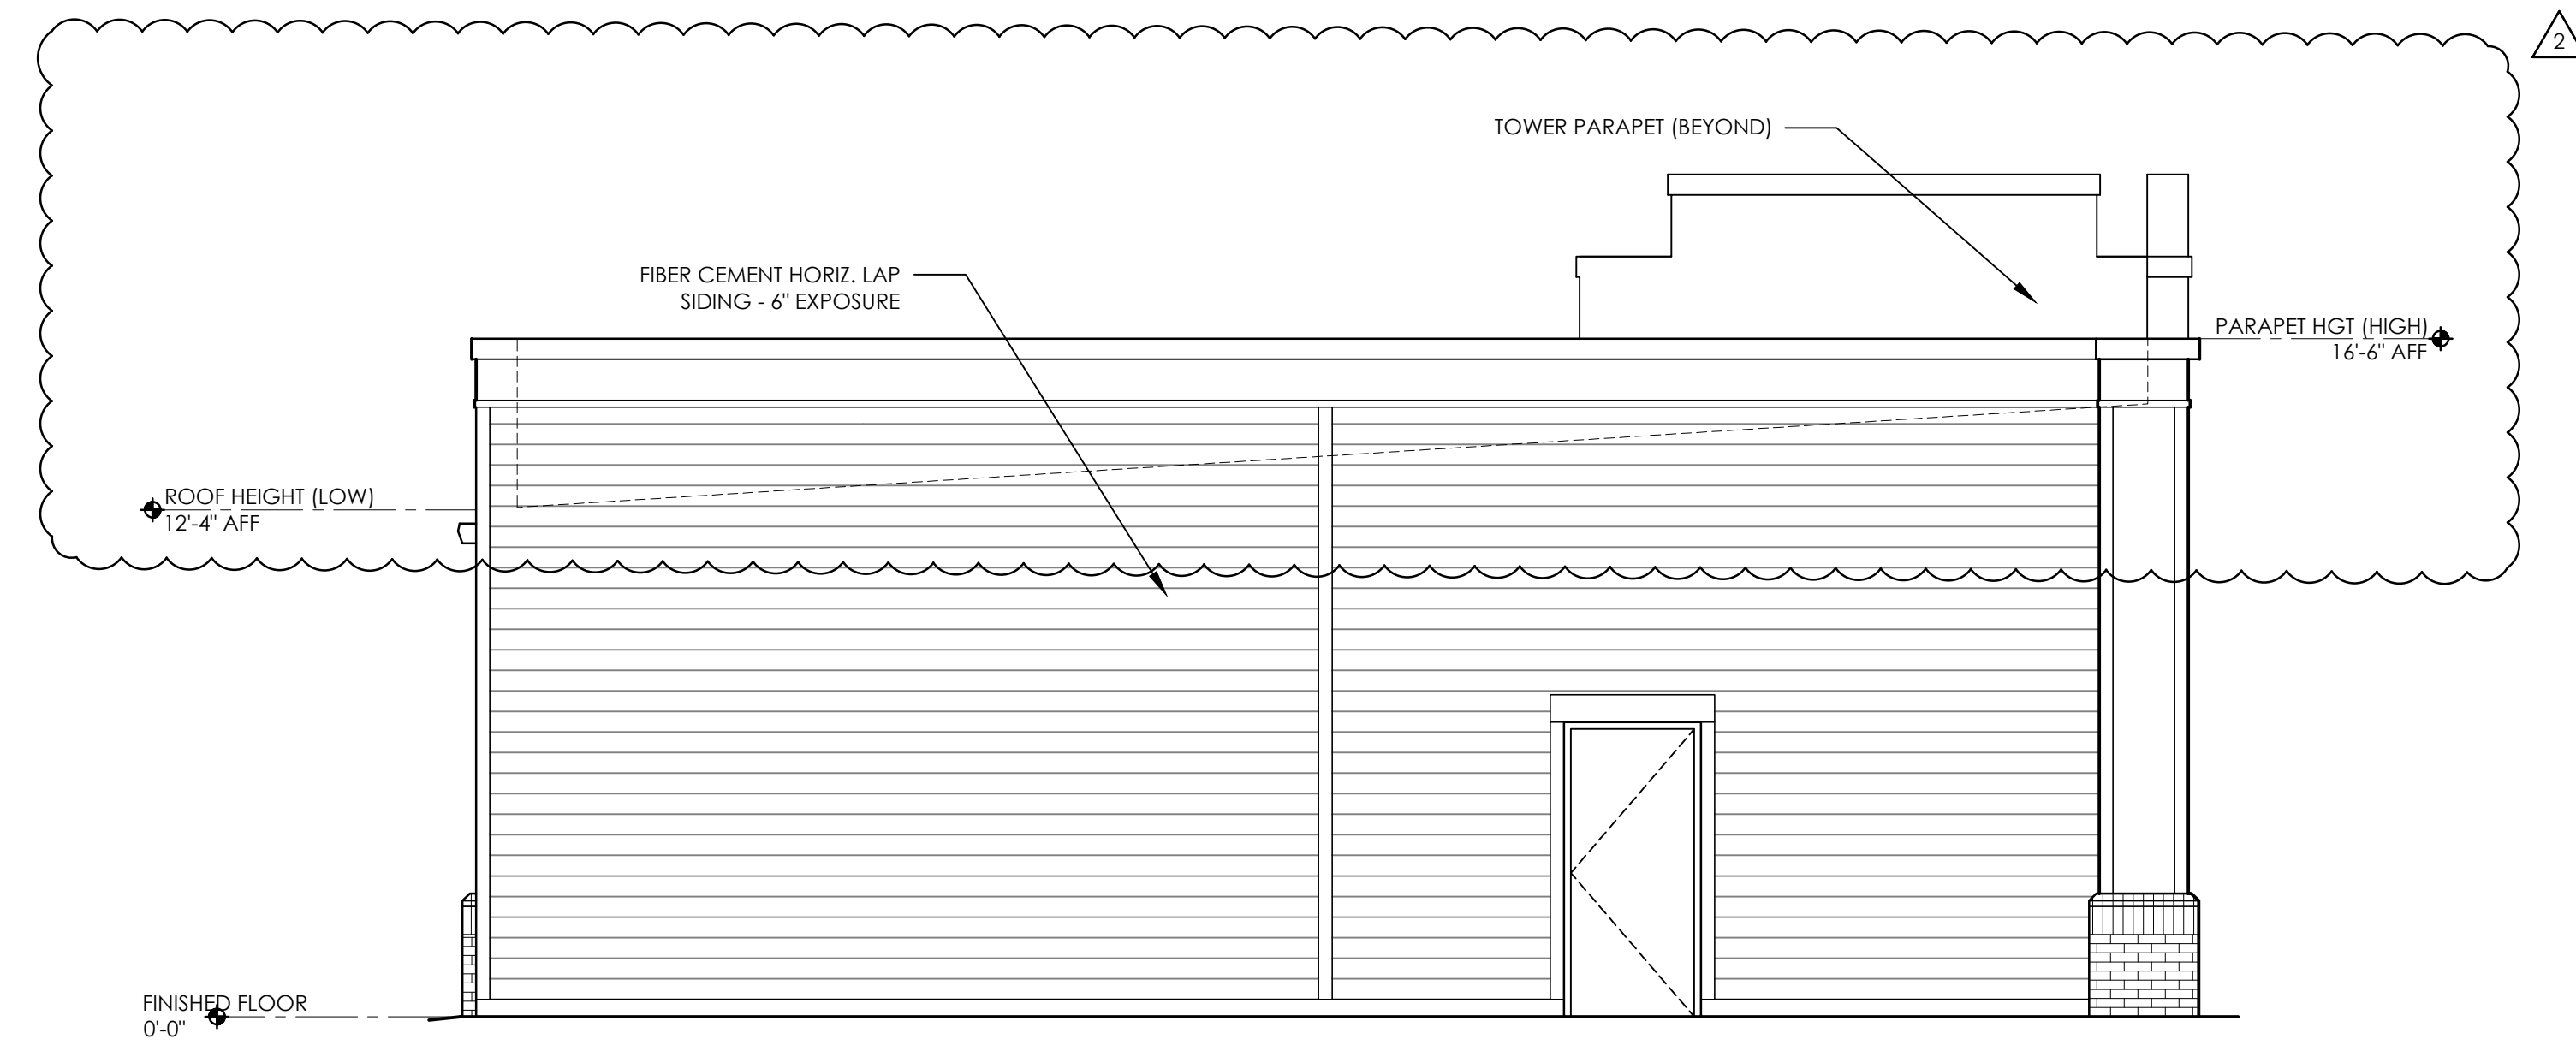 2
TOWER PARAPET (BEYOND)
FIBER CEMENT HORIZ. LAP
SIDING - 6" EXPOSURE
PARAPET HGT (HIGH)
16'-6" AFF
ROOF HEIGHT (LOW)
12'-4" AFF
FINISHED FLOOR
0'-0"